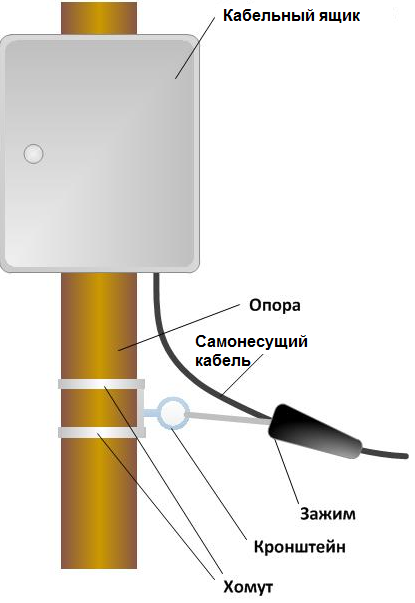 Кабельный ящик
Опора
Самонесущий
кабель
Зажим
Кронштейн
Хомут